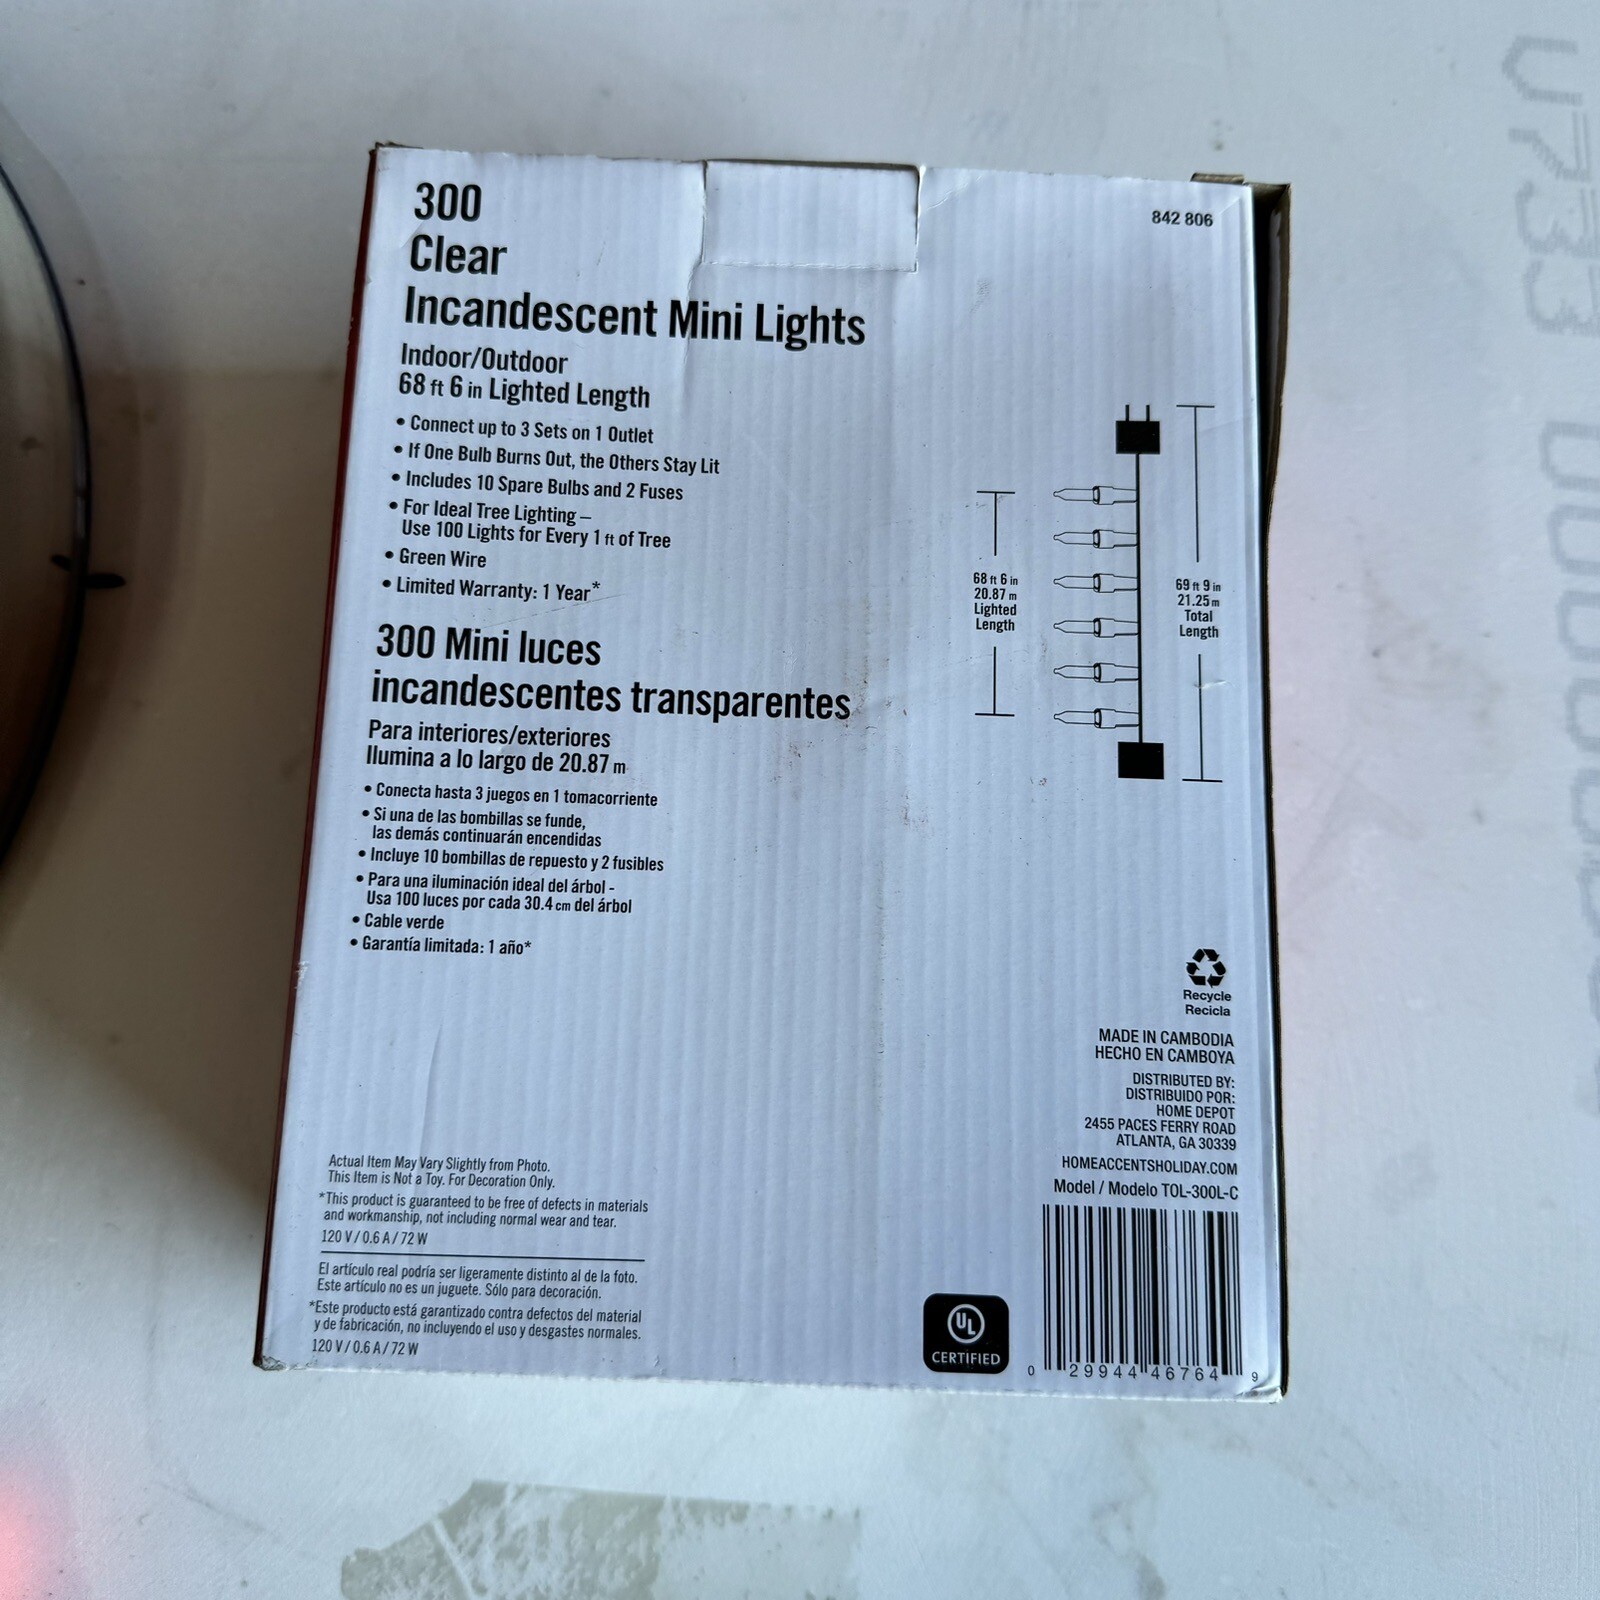 300
Clear
Incandescent Mini Lights
Indoor/Outdoor
68 ft 6 in Lighted Length
• Connect up to 3 Sets on 1 Outlet
• If One Bulb Burns Out, the Others Stay Lit
• Includes 10 Spare Bulbs and 2 Fuses
• For Ideal Tree Lighting –
Use 100 Lights for Every 1 ft of Tree
• Green Wire
• Limited Warranty: 1 Year*
300 Mini luces
incandescentes transparentes
Para interiores/exteriores
Ilumina a lo largo de 20.87 m
• Conecta hasta 3 juegos en 1 tomacorriente
• Si una de las bombillas se funde,
las demás continuarán encendidas
• Incluye 10 bombillas de repuesto y 2 fusibles
• Para una iluminación ideal del árbol -
Usa 100 luces por cada 30.4 cm del árbol
• Cable verde
• Garantía limitada: 1 año*
842 806
68 ft 6 in
20.87 m
Lighted
Length
69 ft 9 in
21.25 m
Total
Length
Recycle
Recicla
MADE IN CAMBODIA
HECHO EN CAMBOYA
DISTRIBUTED BY:
DISTRIBUIDO POR:
HOME DEPOT
2455 PACES FERRY ROAD
ATLANTA, GA 30339
HOMEACCENTSHOLIDAY.COM
Model / Modelo TOL-300L-C
Actual Item May Vary Slightly from Photo.
This Item is Not a Toy. For Decoration Only.
*This product is guaranteed to be free of defects in materials
and workmanship, not including normal wear and tear.
120 V / 0.6 A / 72 W
El artículo real podría ser ligeramente distinto al de la foto.
Este artículo no es un juguete. Sólo para decoración.
*Este producto está garantizado contra defectos del material
y de fabricación, no incluyendo el uso y desgastes normales.
120 V / 0.6 A / 72 W
UL
CERTIFIED
0 29944 46764 9